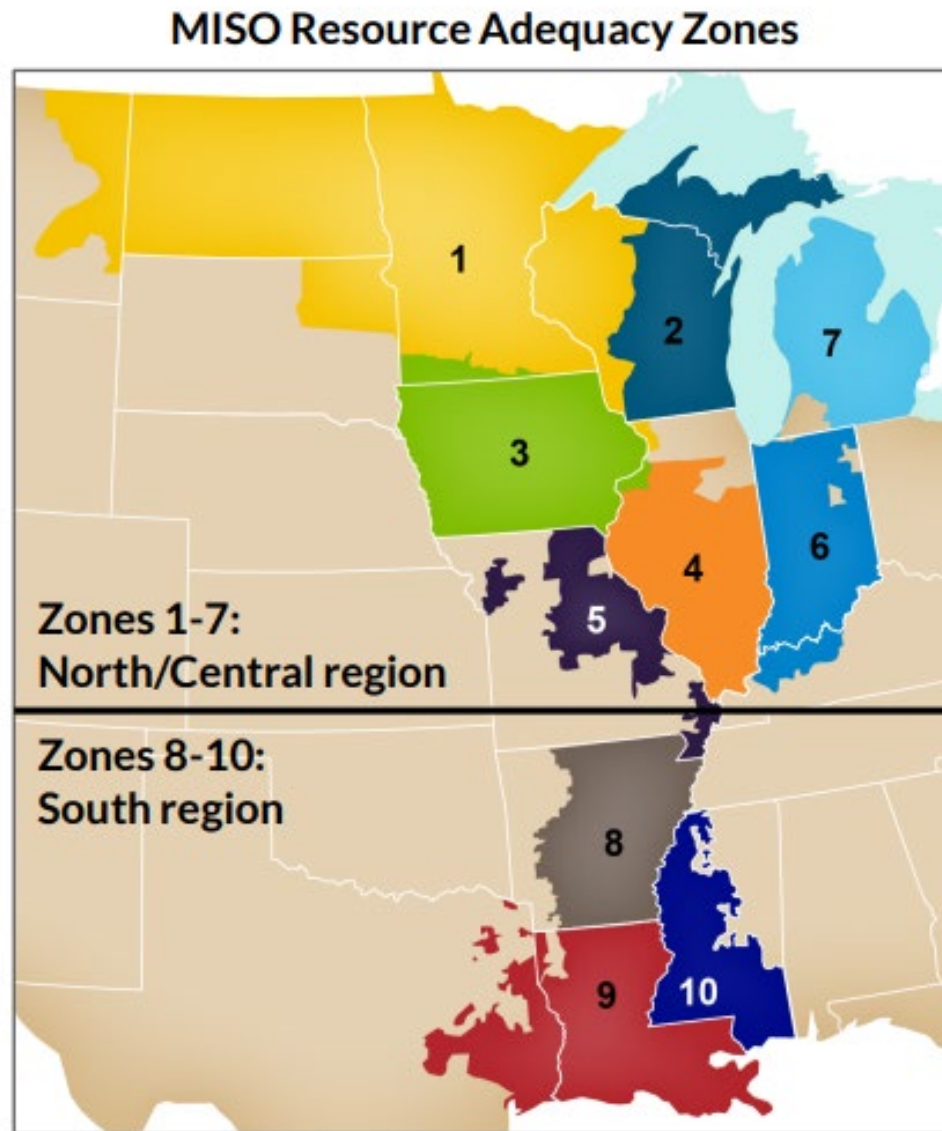 MISO Resource Adequacy Zones
1
2
7
3
6
4
5
Zones 1-7:
North/Central region
Zones 8-10:
South region
8
9
10